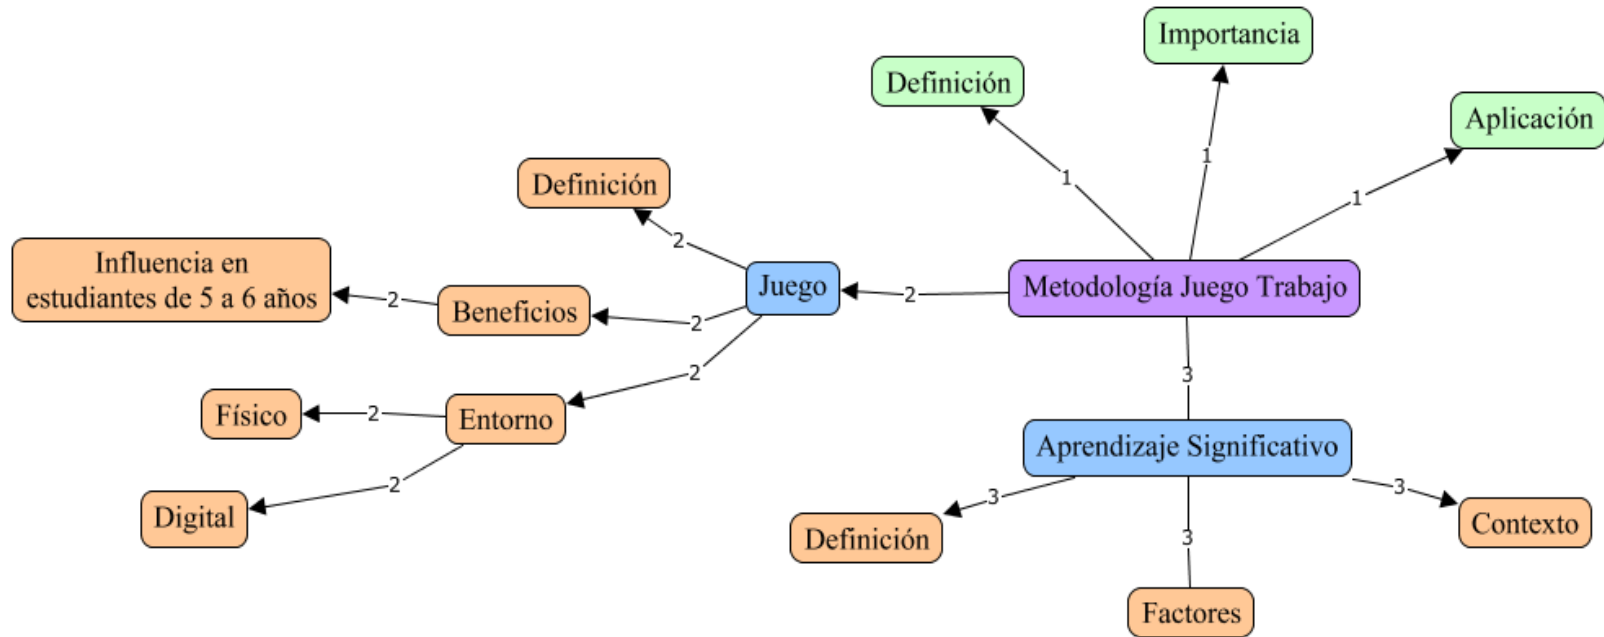 Importancia
Definición
Aplicación
1
1
1
Definición
2
Influencia en
estudiantes de 5 a 6 años
2
Beneficios
2
Juego
2
Metodología Juego Trabajo
2
3
Físico
2
Entorno
Aprendizaje Significativo
Digital
2
3
3
3
Definición
Contexto
Factores